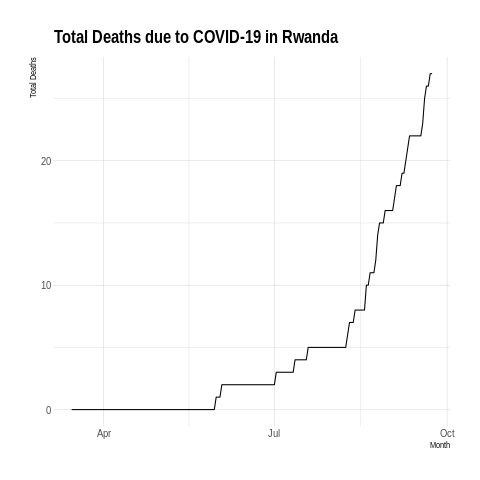 Total Deaths due to COVID-19 in Rwanda
Total Deaths
20
10
0
Apr Jul Oct
Month